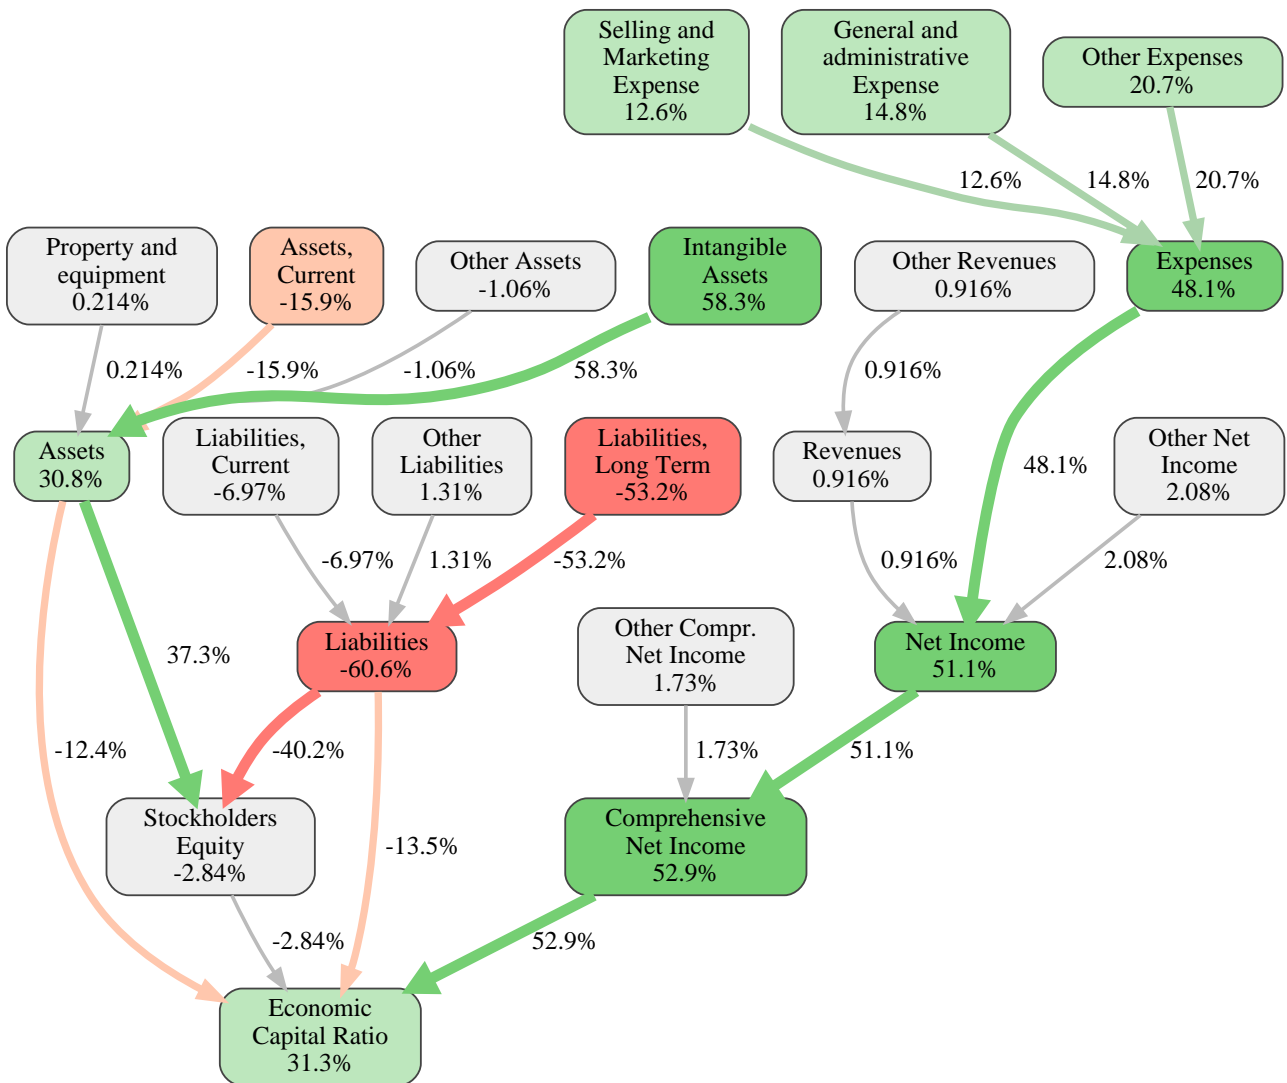 Selling and
Marketing
Expense
12.6%
General and
administrative
Expense
14.8%
Other Expenses
20.7%
12.6%
14.8%
20.7%
Property and
equipment
0.214%
Assets,
Current
-15.9%
Other Assets
-1.06%
Intangible
Assets
58.3%
Other Revenues
0.916%
Expenses
48.1%
0.214%
-15.9%
-1.06%
58.3%
0.916%
Assets
30.8%
Liabilities,
Current
-6.97%
Other
Liabilities
1.31%
Liabilities,
Long Term
-53.2%
Revenues
0.916%
48.1%
Other Net
Income
2.08%
-6.97%
1.31%
-53.2%
0.916%
2.08%
37.3%
Liabilities
-60.6%
Other Compr.
Net Income
1.73%
Net Income
51.1%
-12.4%
-40.2%
1.73%
51.1%
Stockholders
Equity
-2.84%
-13.5%
Comprehensive
Net Income
52.9%
-2.84%
52.9%
Economic
Capital Ratio
31.3%